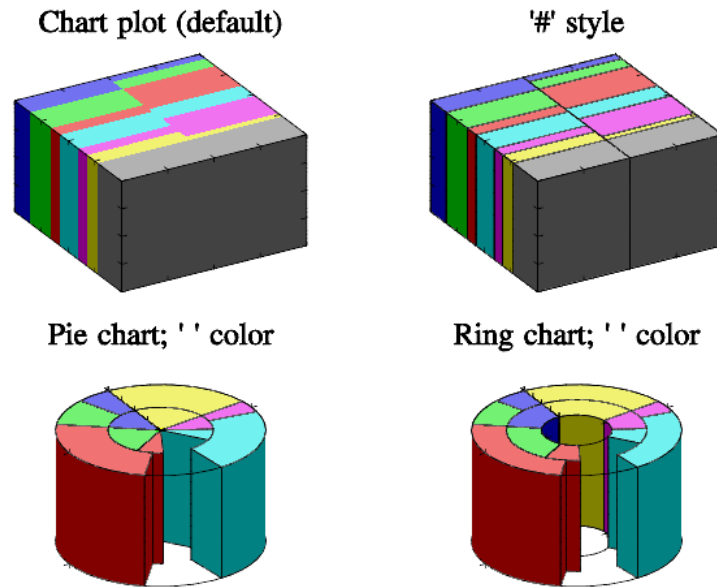 Chart plot (default)
'#' style
Pie chart; ' ' color
Ring chart; ' ' color